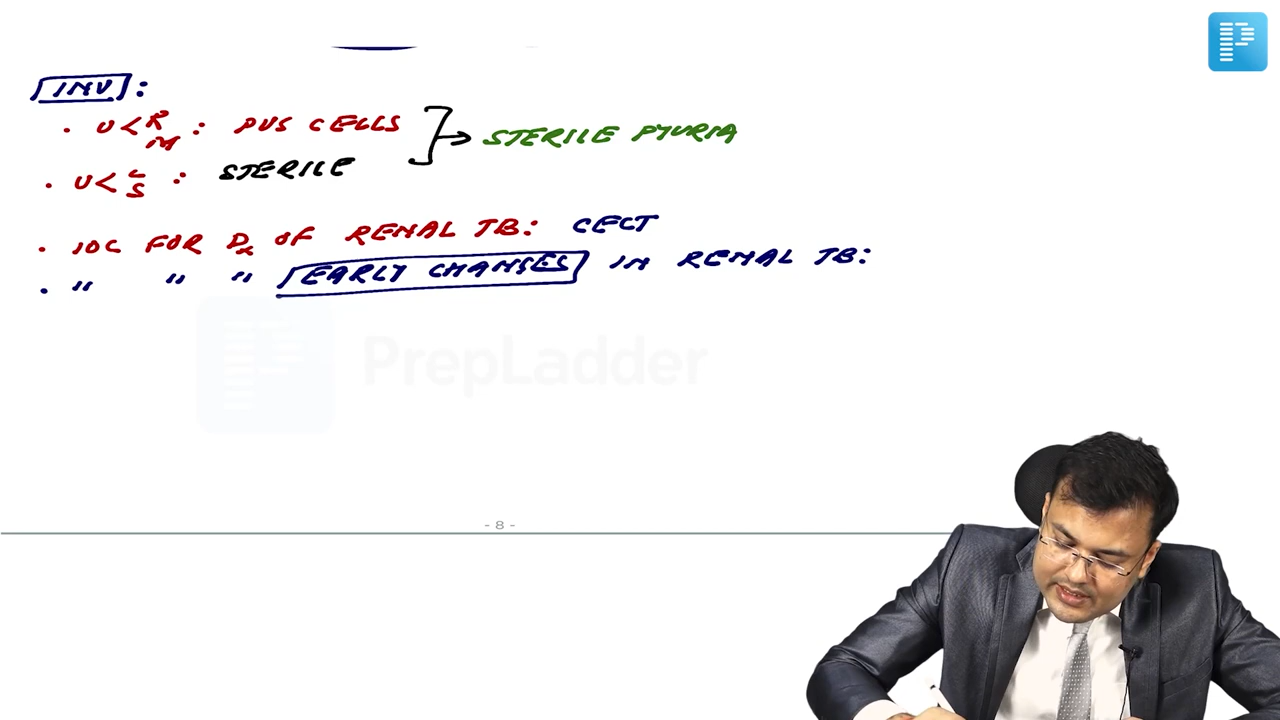 INV :
. U < R M : PUS CELLS
→ STERILE PYURIA
. U < C S : STERILE
. IOC FOR Dx OF RENAL TB: CECT
. " " " EARLY CHANGES IN RENAL TB:
PrepLadder
- 8 -